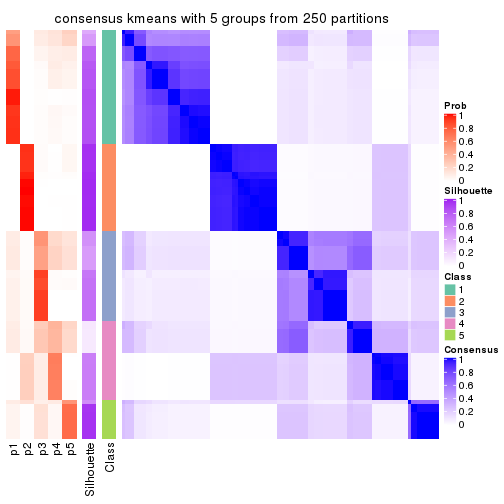 consensus kmeans with 5 groups from 250 partitions
Prob
1
0.8
0.6
0.4
0.2
0
Silhouette
1
0.8
0.6
0.4
0.2
0
Class
1
2
3
4
5
Consensus
1
0.8
0.6
0.4
0.2
0
p1
p2
p3
p4
p5
Silhouette
Class